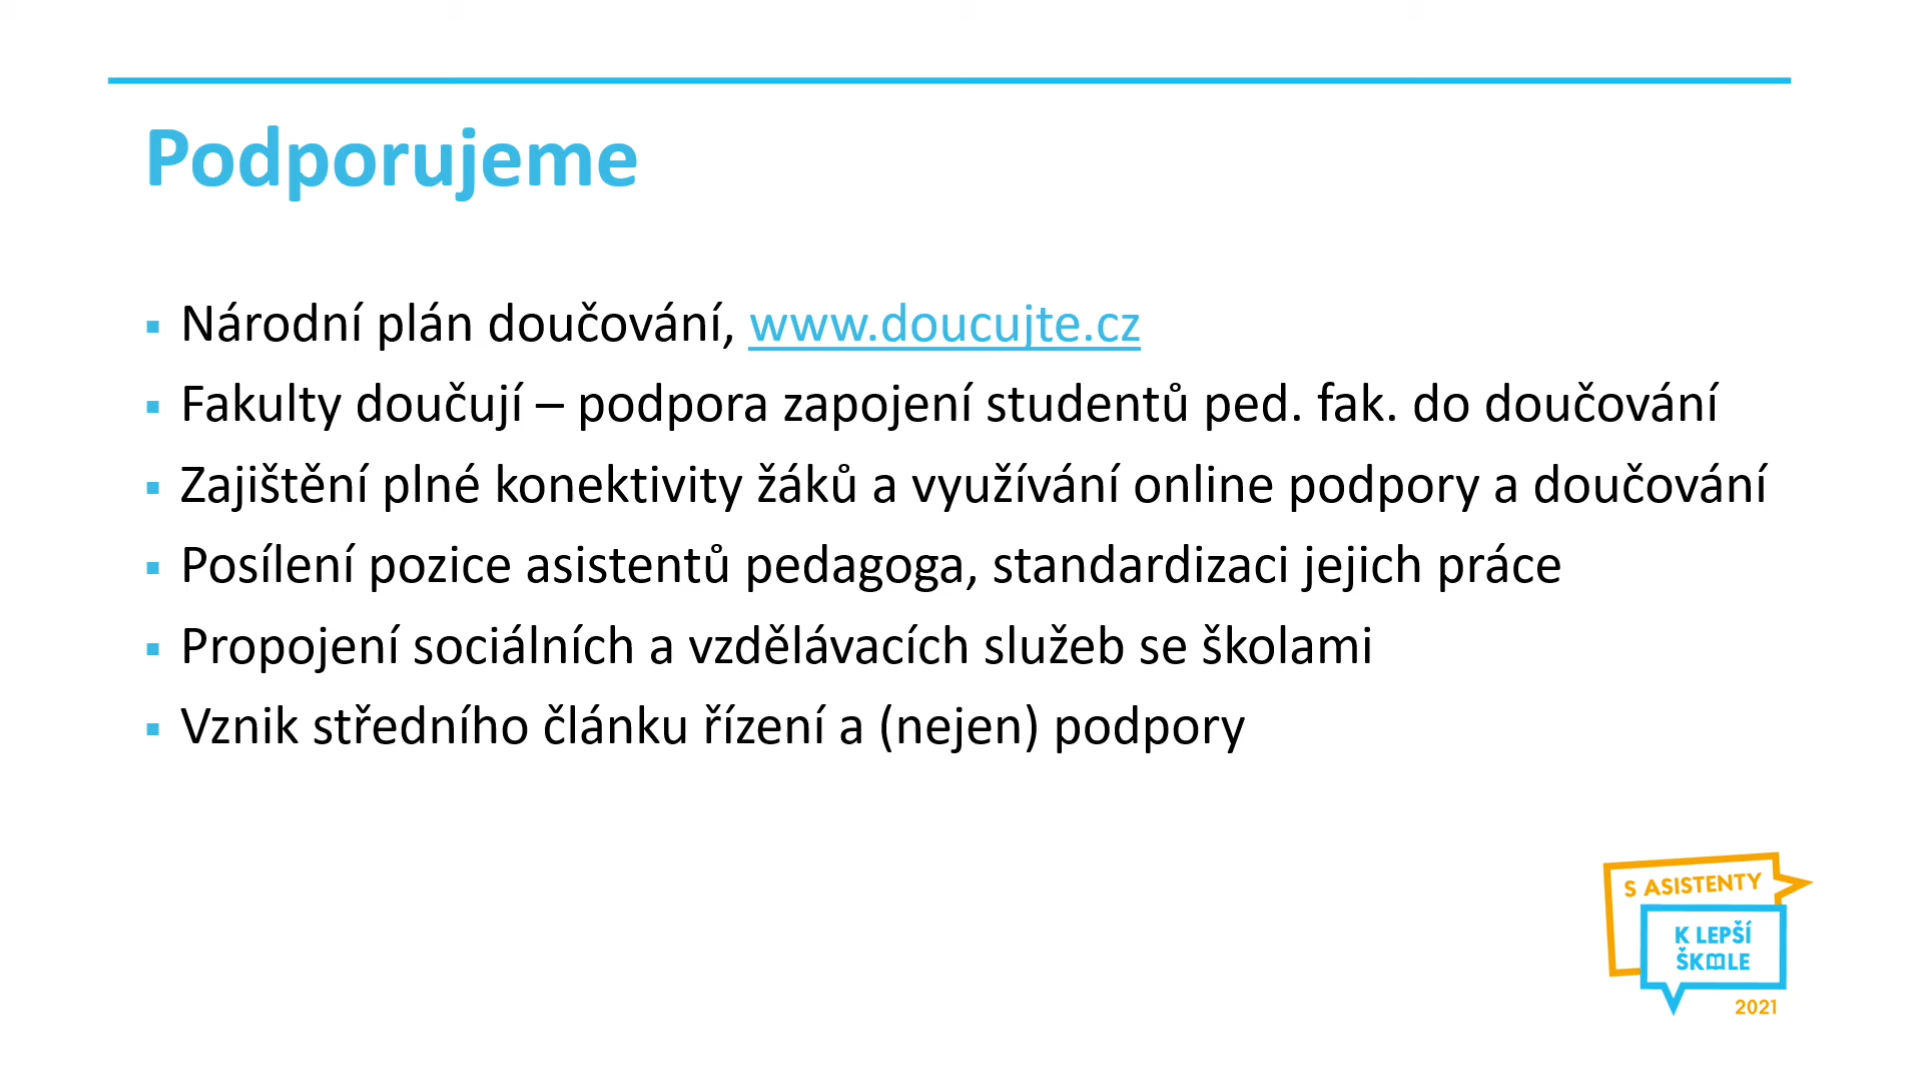 Podporujeme
Národní plán doučování, www.doucujte.cz
Fakulty doučují – podpora zapojení studentů ped. fak. do doučování
Zajištění plné konektivity žáků a využívání online podpory a doučování
Posílení pozice asistentů pedagoga, standardizaci jejich práce
Propojení sociálních a vzdělávacích služeb se školami
Vznik středního článku řízení a (nejen) podpory
S ASISTENTY
K LEPŠÍ
ŠKOLE
2021